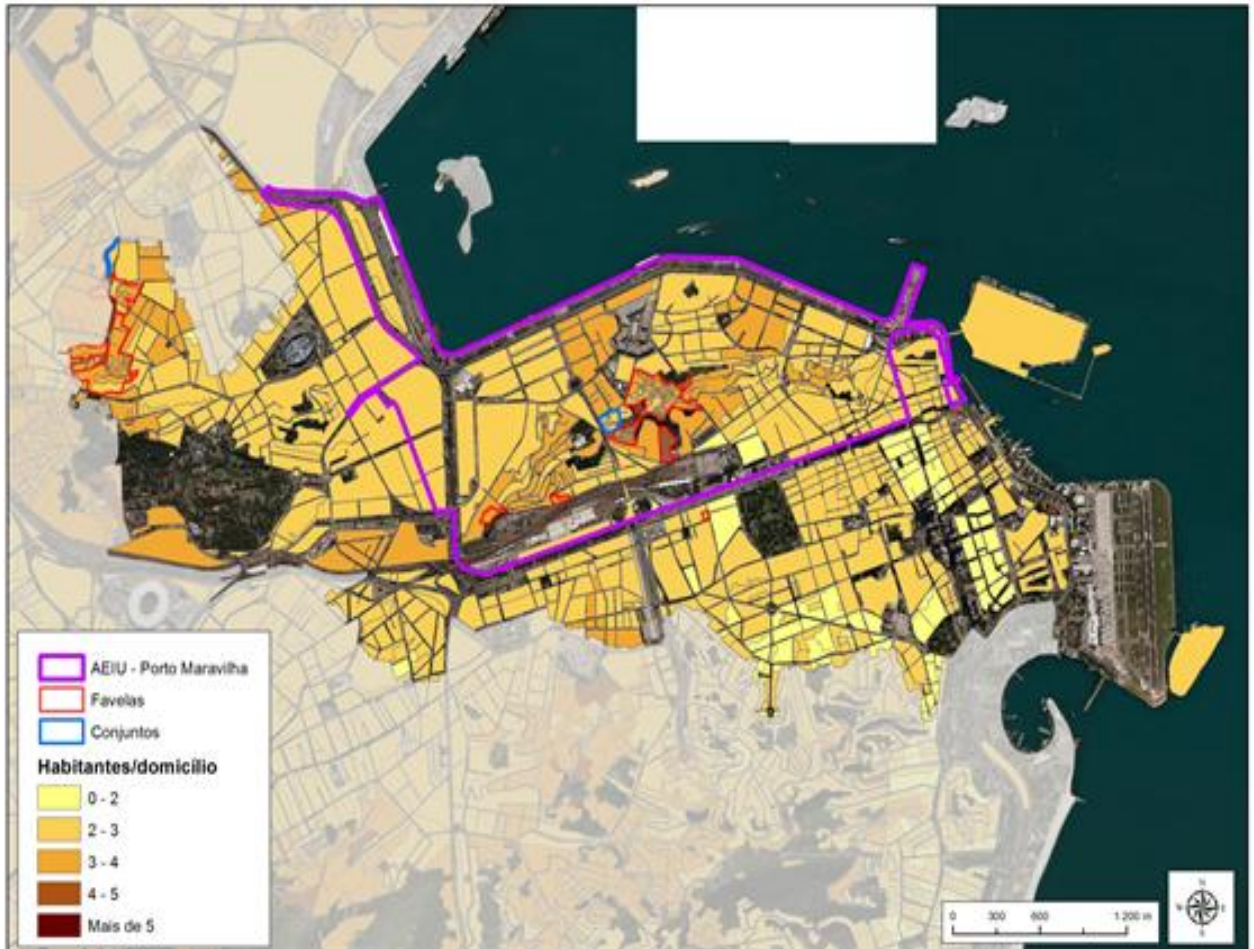 AEIU - Porto Maravilha
Favelas
Conjuntos
Habitantes/domicílio
0 - 2
2 - 3
3 - 4
4 - 5
Mais de 5
0 300 600 1.200 m
N
W E
S